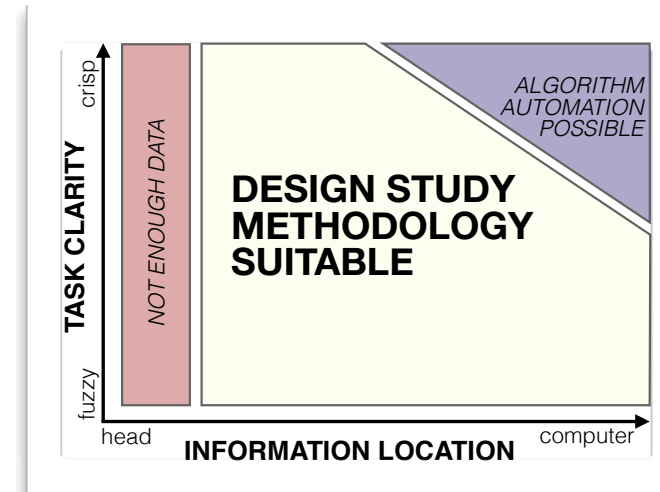 crisp
TASK CLARITY
fuzzy
NOT ENOUGH DATA
DESIGN STUDY
METHODOLOGY
SUITABLE
ALGORITHM
AUTOMATION
POSSIBLE
head
INFORMATION LOCATION
computer